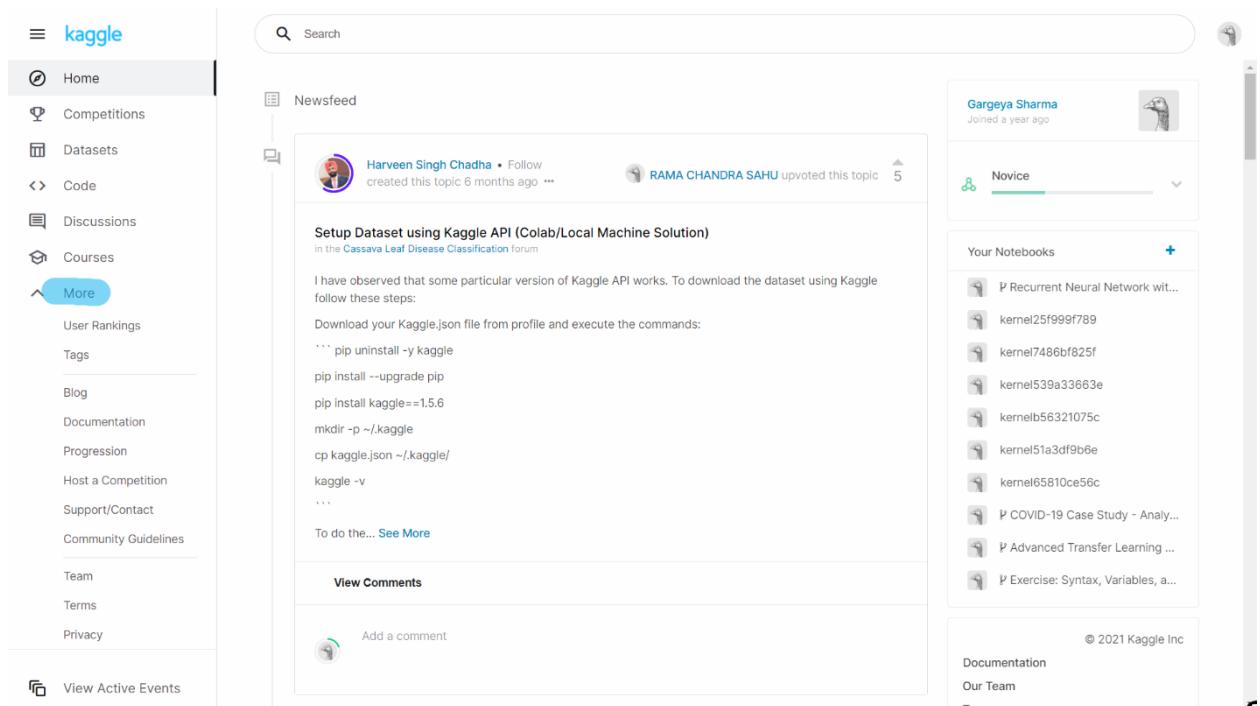 kaggle
Search
Home
Competitions
Datasets
Code
Discussions
Courses
More
User Rankings
Tags
Blog
Documentation
Progression
Host a Competition
Support/Contact
Community Guidelines
Team
Terms
Privacy
View Active Events
Newsfeed
Harveen Singh Chadha • Follow
created this topic 6 months ago •••
RAMA CHANDRA SAHU upvoted this topic
5
Setup Dataset using Kaggle API (Colab/Local Machine Solution)
in the Cassava Leaf Disease Classification forum
I have observed that some particular version of Kaggle API works. To download the dataset using Kaggle
follow these steps:
Download your Kaggle.json file from profile and execute the commands:
``` pip uninstall -y kaggle
pip install --upgrade pip
pip install kaggle==1.5.6
mkdir -p ~/.kaggle
cp kaggle.json ~/.kaggle/
kaggle -v
```
To do the... See More
View Comments
Add a comment
Gargeya Sharma
Joined a year ago
Novice
Your Notebooks +
Recurrent Neural Network wit...
kernel25f999f789
kernel7486bf825f
kernel539a33663e
kernelb56321075c
kernel51a3df9b6e
kernel65810ce56c
COVID-19 Case Study - Analy...
Advanced Transfer Learning ...
Exercise: Syntax, Variables, a...
© 2021 Kaggle Inc
Documentation
Our Team